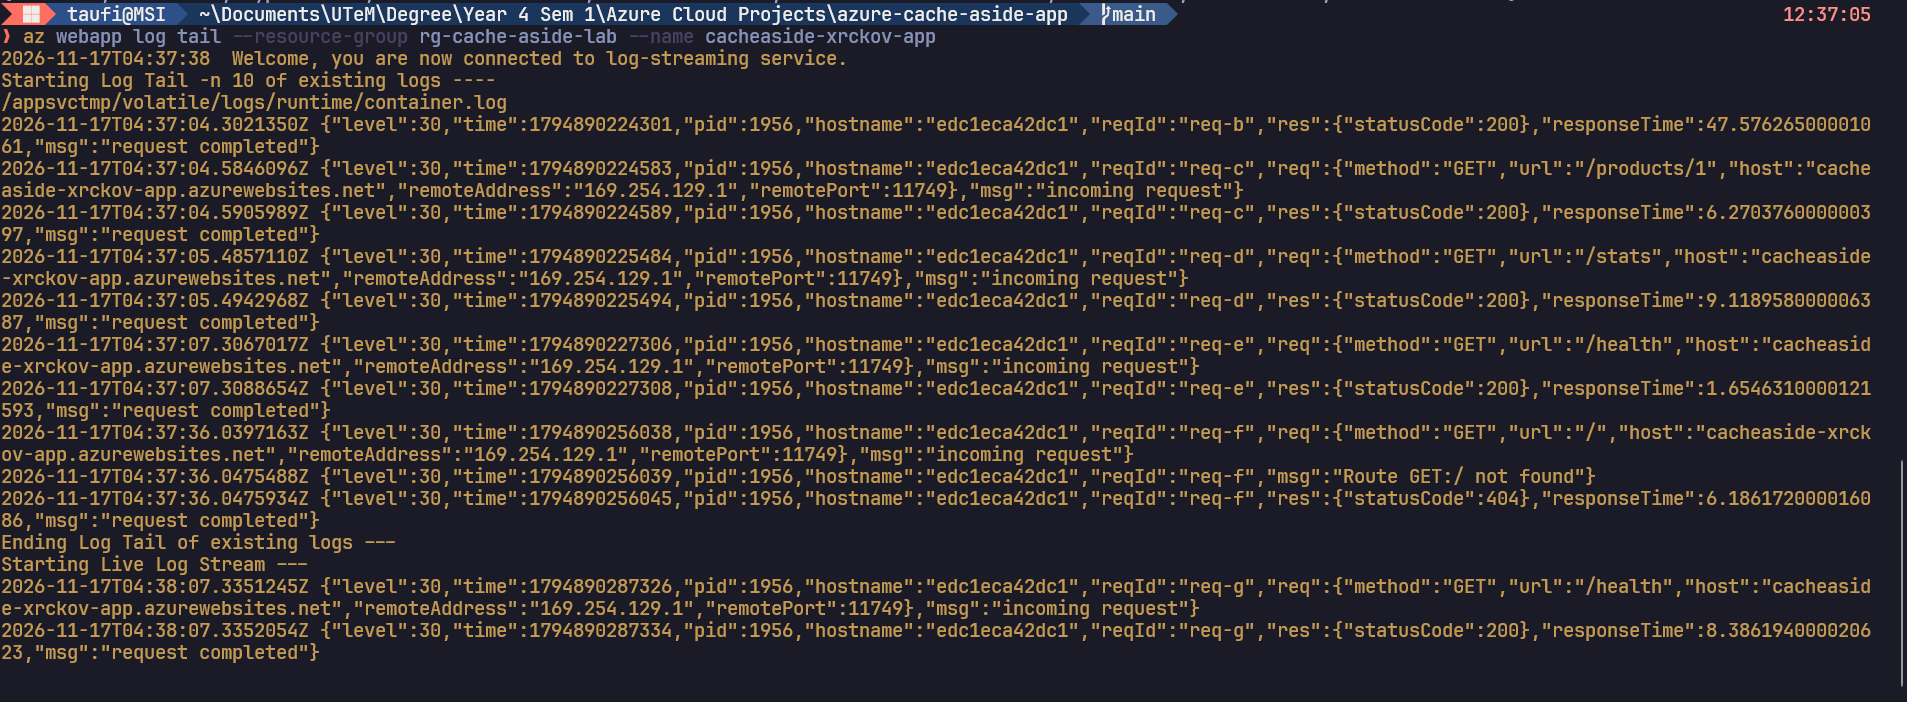 taufi@MSI ~\Documents\UTeM\Degree\Year 4 Sem 1\Azure Cloud Projects\azure-cache-aside-app main 12:37:05
❯ az webapp log tail --resource-group rg-cache-aside-lab --name cacheaside-xrckov-app
2026-11-17T04:37:38  Welcome, you are now connected to log-streaming service.
Starting Log Tail -n 10 of existing logs ----
/appsvctmp/volatile/logs/runtime/container.log
2026-11-17T04:37:04.3021350Z {"level":30,"time":1794890224301,"pid":1956,"hostname":"edc1eca42dc1","reqId":"req-b","res":{"statusCode":200},"responseTime":47.576265000010
61,"msg":"request completed"}
2026-11-17T04:37:04.5846096Z {"level":30,"time":1794890224583,"pid":1956,"hostname":"edc1eca42dc1","reqId":"req-c","req":{"method":"GET","url":"/products/1","host":"cache
aside-xrckov-app.azurewebsites.net","remoteAddress":"169.254.129.1","remotePort":11749},"msg":"incoming request"}
2026-11-17T04:37:04.5905989Z {"level":30,"time":1794890224589,"pid":1956,"hostname":"edc1eca42dc1","reqId":"req-c","res":{"statusCode":200},"responseTime":6.2703760000003
97,"msg":"request completed"}
2026-11-17T04:37:05.4857110Z {"level":30,"time":1794890225484,"pid":1956,"hostname":"edc1eca42dc1","reqId":"req-d","req":{"method":"GET","url":"/stats","host":"cacheaside
-xrckov-app.azurewebsites.net","remoteAddress":"169.254.129.1","remotePort":11749},"msg":"incoming request"}
2026-11-17T04:37:05.4942968Z {"level":30,"time":1794890225494,"pid":1956,"hostname":"edc1eca42dc1","reqId":"req-d","res":{"statusCode":200},"responseTime":9.1189580000063
87,"msg":"request completed"}
2026-11-17T04:37:07.3067017Z {"level":30,"time":1794890227306,"pid":1956,"hostname":"edc1eca42dc1","reqId":"req-e","req":{"method":"GET","url":"/health","host":"cacheasid
e-xrckov-app.azurewebsites.net","remoteAddress":"169.254.129.1","remotePort":11749},"msg":"incoming request"}
2026-11-17T04:37:07.3088654Z {"level":30,"time":1794890227308,"pid":1956,"hostname":"edc1eca42dc1","reqId":"req-e","res":{"statusCode":200},"responseTime":1.6546310000121
593,"msg":"request completed"}
2026-11-17T04:37:36.0397163Z {"level":30,"time":1794890256038,"pid":1956,"hostname":"edc1eca42dc1","reqId":"req-f","req":{"method":"GET","url":"/","host":"cacheaside-xrck
ov-app.azurewebsites.net","remoteAddress":"169.254.129.1","remotePort":11749},"msg":"incoming request"}
2026-11-17T04:37:36.0475488Z {"level":30,"time":1794890256039,"pid":1956,"hostname":"edc1eca42dc1","reqId":"req-f","msg":"Route GET:/ not found"}
2026-11-17T04:37:36.0475934Z {"level":30,"time":1794890256045,"pid":1956,"hostname":"edc1eca42dc1","reqId":"req-f","res":{"statusCode":404},"responseTime":6.1861720000160
86,"msg":"request completed"}
Ending Log Tail of existing logs ---
Starting Live Log Stream ---
2026-11-17T04:38:07.3351245Z {"level":30,"time":1794890287326,"pid":1956,"hostname":"edc1eca42dc1","reqId":"req-g","req":{"method":"GET","url":"/health","host":"cacheasid
e-xrckov-app.azurewebsites.net","remoteAddress":"169.254.129.1","remotePort":11749},"msg":"incoming request"}
2026-11-17T04:38:07.3352054Z {"level":30,"time":1794890287334,"pid":1956,"hostname":"edc1eca42dc1","reqId":"req-g","res":{"statusCode":200},"responseTime":8.3861940000206
23,"msg":"request completed"}